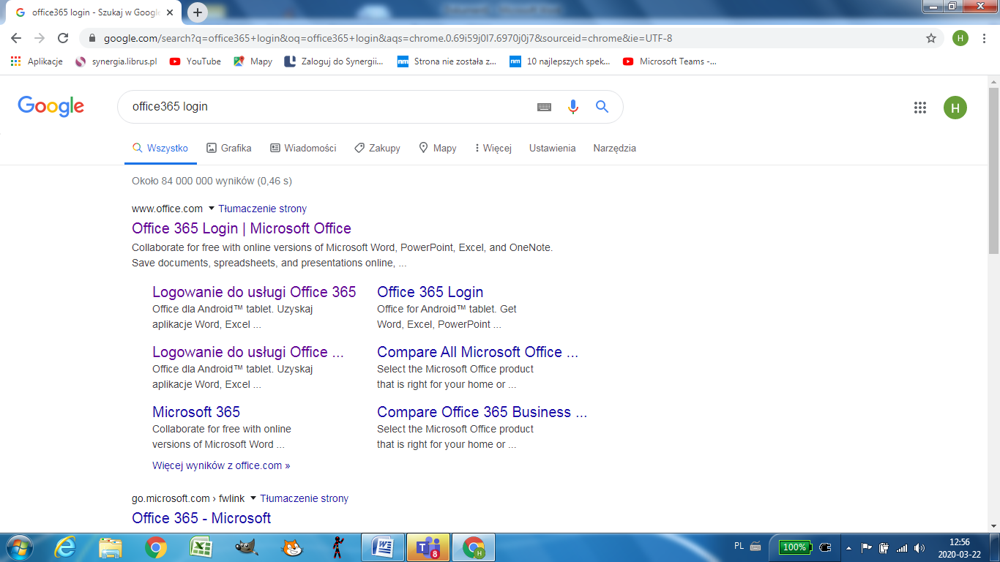 office365 login - Szukaj w Google
google.com/search?q=office365+login&oq=office365+login&aqs=chrome.0.69i59j0l7.6970j0j7&sourceid=chrome&ie=UTF-8
H
Aplikacje synergia.librus.pl YouTube Mapy Zaloguj do Synergii... nm Strona nie została z... nm 10 najlepszych spek... Microsoft Teams -...
Google
office365 login
H
Wszystko Grafika Wiadomości Zakupy Mapy Więcej Ustawienia Narzędzia
Około 84 000 000 wyników (0,46 s)
www.office.com Tłumaczenie strony
Office 365 Login | Microsoft Office
Collaborate for free with online versions of Microsoft Word, PowerPoint, Excel, and OneNote.
Save documents, spreadsheets, and presentations online, ...
Logowanie do usługi Office 365
Office dla Android™ tablet. Uzyskaj
aplikacje Word, Excel ...
Office 365 Login
Office for Android™ tablet. Get
Word, Excel, PowerPoint ...
Logowanie do usługi Office ...
Office dla Android™ tablet. Uzyskaj
aplikacje Word, Excel ...
Compare All Microsoft Office ...
Select the Microsoft Office product
that is right for your home or ...
Microsoft 365
Collaborate for free with online
versions of Microsoft Word ...
Compare Office 365 Business ...
Select the Microsoft Office product
that is right for your home or ...
Więcej wyników z office.com »
go.microsoft.com › fwlink Tłumaczenie strony
Office 365 - Microsoft
8
H
PL
100%
12:56
2020-03-22